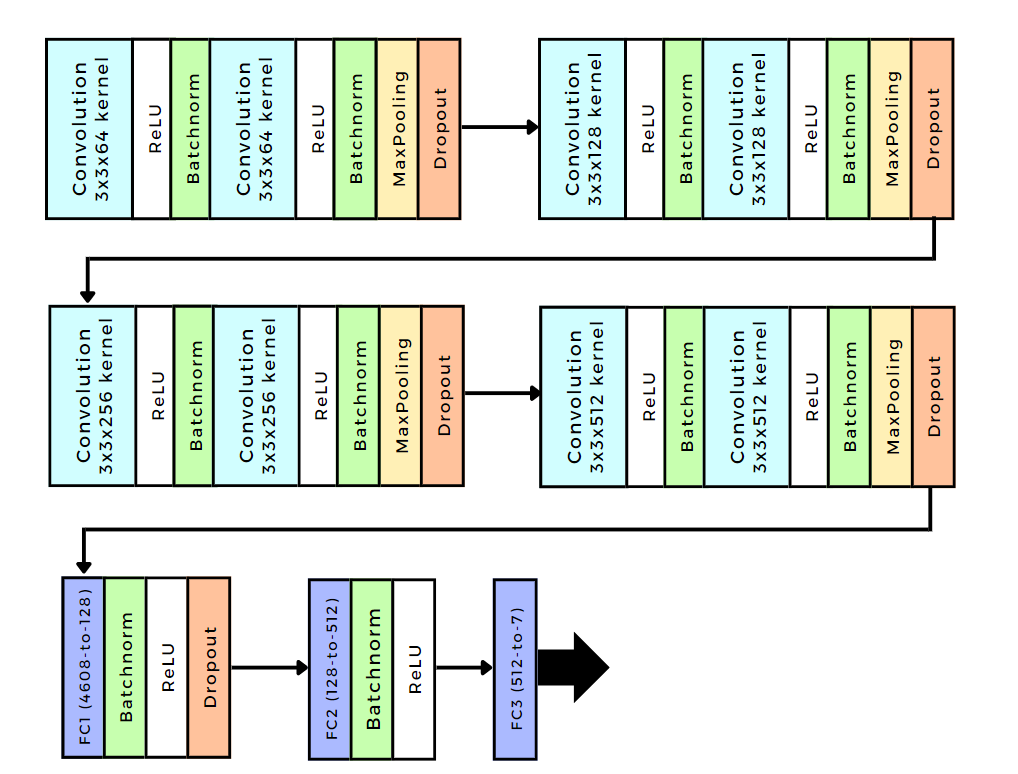 Convolution
3x3x64 kernel
ReLU
Batchnorm
Convolution
3x3x64 kernel
ReLU
Batchnorm
MaxPooling
Dropout
Convolution
3x3x128 kernel
ReLU
Batchnorm
Convolution
3x3x128 kernel
ReLU
Batchnorm
MaxPooling
Dropout
Convolution
3x3x256 kernel
ReLU
Batchnorm
Convolution
3x3x256 kernel
ReLU
Batchnorm
MaxPooling
Dropout
Convolution
3x3x512 kernel
ReLU
Batchnorm
Convolution
3x3x512 kernel
ReLU
Batchnorm
MaxPooling
Dropout
FC1 (4608-to-128)
Batchnorm
ReLU
Dropout
FC2 (128-to-512)
Batchnorm
ReLU
FC3 (512-to-7)